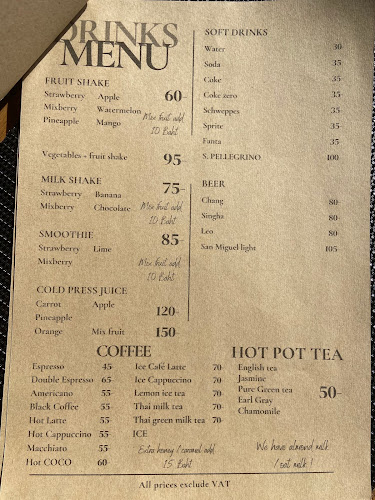 DRINKS
MENU
FRUIT SHAKE
Strawberry Apple 60-
Mixberry Watermelon
Pineapple Mango
Mix fruit add
10 Baht
Vegetables - fruit shake 95-
MILK SHAKE
Strawberry Banana 75-
Mixberry Chocolate
Mix fruit add
10 Baht
SMOOTHIE
Strawberry Lime 85-
Mixberry
Mix fruit add
10 Baht
COLD PRESS JUICE
Carrot Apple
Pineapple 120-
Orange Mix fruit 150-
SOFT DRINKS
Water 30
Soda 35
Coke 35
Coke zero 35
Schweppes 35
Sprite 35
Fanta 35
S. PELLEGRINO 100
BEER
Chang 80
Singha 80
Leo 80
San Miguel light 105
COFFEE
Espresso 45
Double Espresso 65
Americano 55
Black Coffee 55
Hot Latte 55
Hot Cappuccino 55
Macchiato 55
Hot COCO 60
Ice Café Latte 70
Ice Cappuccino 70
Lemon ice tea 70
Thai milk tea 70
Thai green milk tea 70
ICE
Extra honey / caramel add
15 Baht
HOT POT TEA
English tea
Jasmine
Pure Green tea 50-
Earl Gray
Chamomile
We have almond milk
/ oat milk !
All prices exclude VAT